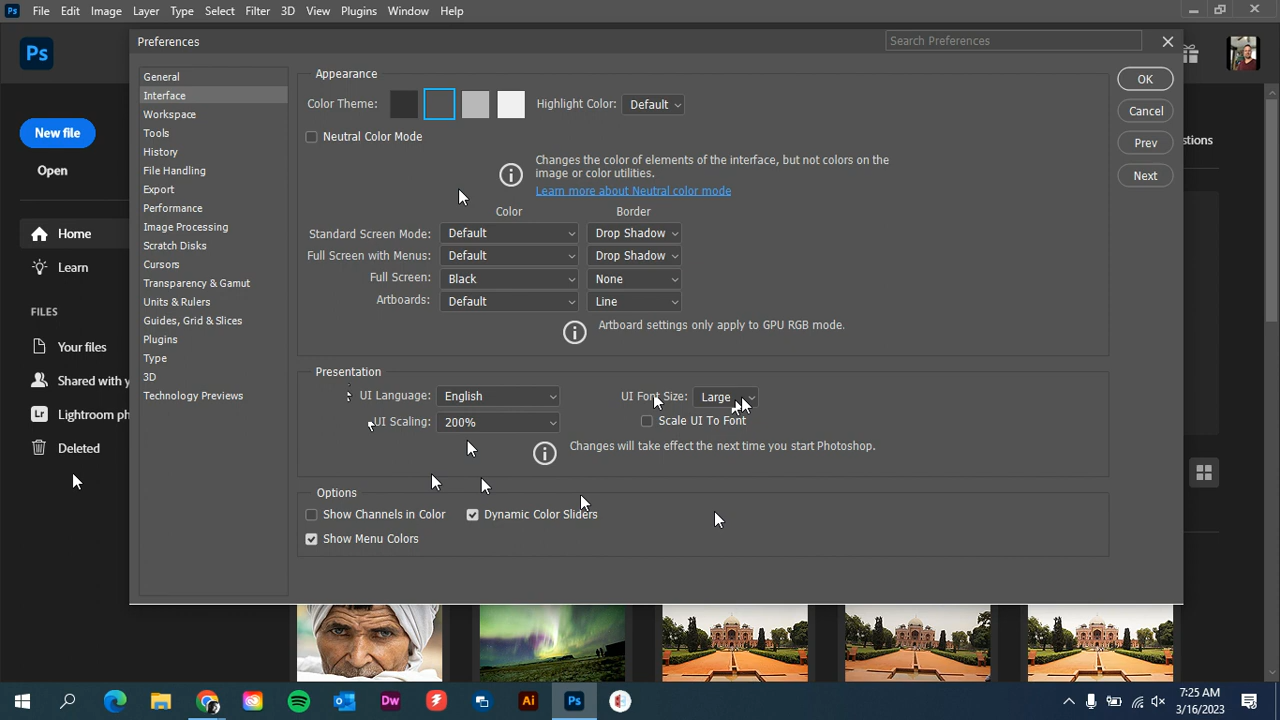 Ps File Edit Image Layer Type Select Filter 3D View Plugins Window Help
Preferences
Search Preferences
Ps
General
Interface
Workspace
Tools
History
File Handling
Export
Performance
Image Processing
Scratch Disks
Cursors
Transparency & Gamut
Units & Rulers
Guides, Grid & Slices
Plugins
Type
3D
Technology Previews
New file
Open
Home
Learn
FILES
Your files
Shared with y
Lr Lightroom ph
Deleted
Appearance
Color Theme:
Highlight Color: Default
Neutral Color Mode
Changes the color of elements of the interface, but not colors on the
image or color utilities.
Learn more about Neutral color mode
Color Border
Standard Screen Mode: Default Drop Shadow
Full Screen with Menus: Default Drop Shadow
Full Screen: Black None
Artboards: Default Line
Artboard settings only apply to GPU RGB mode.
Presentation
UI Language: English UI Font Size: Large
UI Scaling: 200% Scale UI To Font
Changes will take effect the next time you start Photoshop.
Options
Show Channels in Color Dynamic Color Sliders
Show Menu Colors
OK
Cancel
Prev
Next
stions
Dw Ai Ps
7:25 AM
3/16/2023